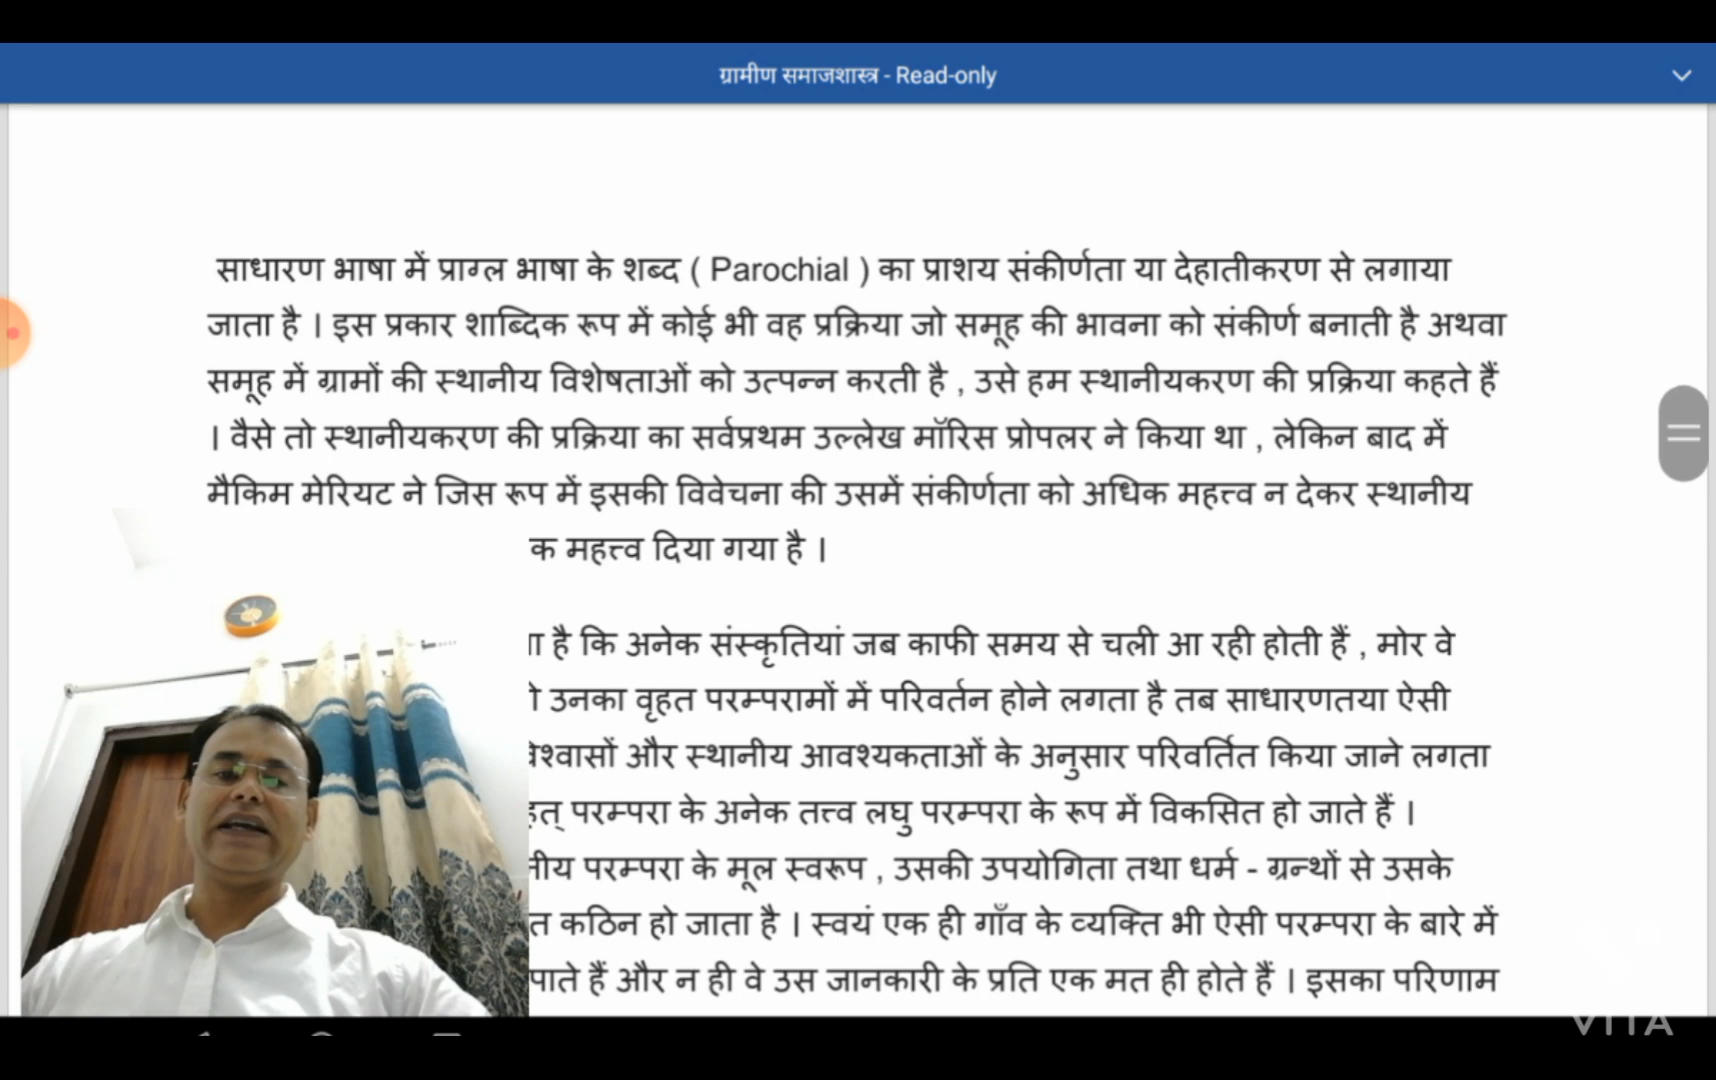 ग्रामीण समाजशास्त्र - Read-only
साधारण भाषा में प्राग्ल भाषा के शब्द ( Parochial ) का प्राशय संकीर्णता या देहातीकरण से लगाया
जाता है । इस प्रकार शाब्दिक रूप में कोई भी वह प्रक्रिया जो समूह की भावना को संकीर्ण बनाती है अथवा
समूह में ग्रामों की स्थानीय विशेषताओं को उत्पन्न करती है , उसे हम स्थानीयकरण की प्रक्रिया कहते हैं
। वैसे तो स्थानीयकरण की प्रक्रिया का सर्वप्रथम उल्लेख मॉरिस प्रोपलर ने किया था , लेकिन बाद में
मैकिम मेरियट ने जिस रूप में इसकी विवेचना की उसमें संकीर्णता को अधिक महत्त्व न देकर स्थानीय
क महत्त्व दिया गया है ।
है कि अनेक संस्कृतियां जब काफी समय से चली आ रही होती हैं , मोर वे
उनका वृहत परम्परामों में परिवर्तन होने लगता है तब साधारणतया ऐसी
और स्थानीय आवश्यकताओं के अनुसार परिवर्तित किया जाने लगता
परम्परा के अनेक तत्त्व लघु परम्परा के रूप में विकसित हो जाते हैं ।
परम्परा के मूल स्वरूप , उसकी उपयोगिता तथा धर्म - ग्रन्थों से उसके
त कठिन हो जाता है । स्वयं एक ही गाँव के व्यक्ति भी ऐसी परम्परा के बारे में
पाते हैं और न ही वे उस जानकारी के प्रति एक मत ही होते हैं । इसका परिणाम
VITA